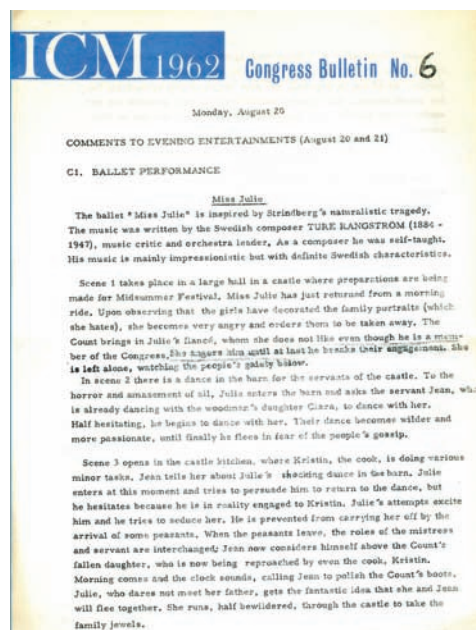 ICM 1962 Congress Bulletin No. 6
Monday, August 20
COMMENTS TO EVENING ENTERTAINMENTS (August 20 and 21)
C1. BALLET PERFORMANCE
Miss Julie
The ballet "Miss Julie" is inspired by Strindberg's naturalistic tragedy.
The music was written by the Swedish composer TURE RANGSTRÖM (1884 -
1947), music critic and orchestra leader. As a composer he was self-taught.
His music is mainly impressionistic but with definite Swedish characteristics.
Scene 1 takes place in a large hall in a castle where preparations are being
made for Midsummer Festival. Miss Julie has just returned from a morning
ride. Upon observing that the girls have decorated the family portraits (which
she hates), she becomes very angry and orders them to be taken away. The
Count brings in Julie's fiancé, whom she does not like even though he is a mem-
ber of the Congress. She angers him until at last he breaks their engagement. She
is left alone, watching the people's gaiety below.
In scene 2 there is a dance in the barn for the servants of the castle. To the
horror and amazement of all, Julie enters the barn and asks the servant Jean, who
is already dancing with the woodman's daughter Clara, to dance with her.
Half hesitating, he begins to dance with her. Their dance becomes wilder and
more passionate, until finally he flees in fear of the people's gossip.
Scene 3 opens in the castle kitchen, where Kristin, the cook, is doing various
minor tasks. Jean tells her about Julie's shocking dance in the barn. Julie
enters at this moment and tries to persuade him to return to the dance, but
he hesitates because he is in reality engaged to Kristin. Julie's attempts excite
him and he tries to seduce her. He is prevented from carrying her off by the
arrival of some peasants. When the peasants leave, the roles of the mistress
and servant are interchanged; Jean now considers himself above the Count's
fallen daughter, who is now being reproached by even the cook, Kristin.
Morning comes and the clock sounds, calling Jean to polish the Count's boots.
Julie, who dares not meet her father, gets the fantastic idea that she and Jean
will flee together. She runs, half bewildered, through the castle to take the
family jewels.